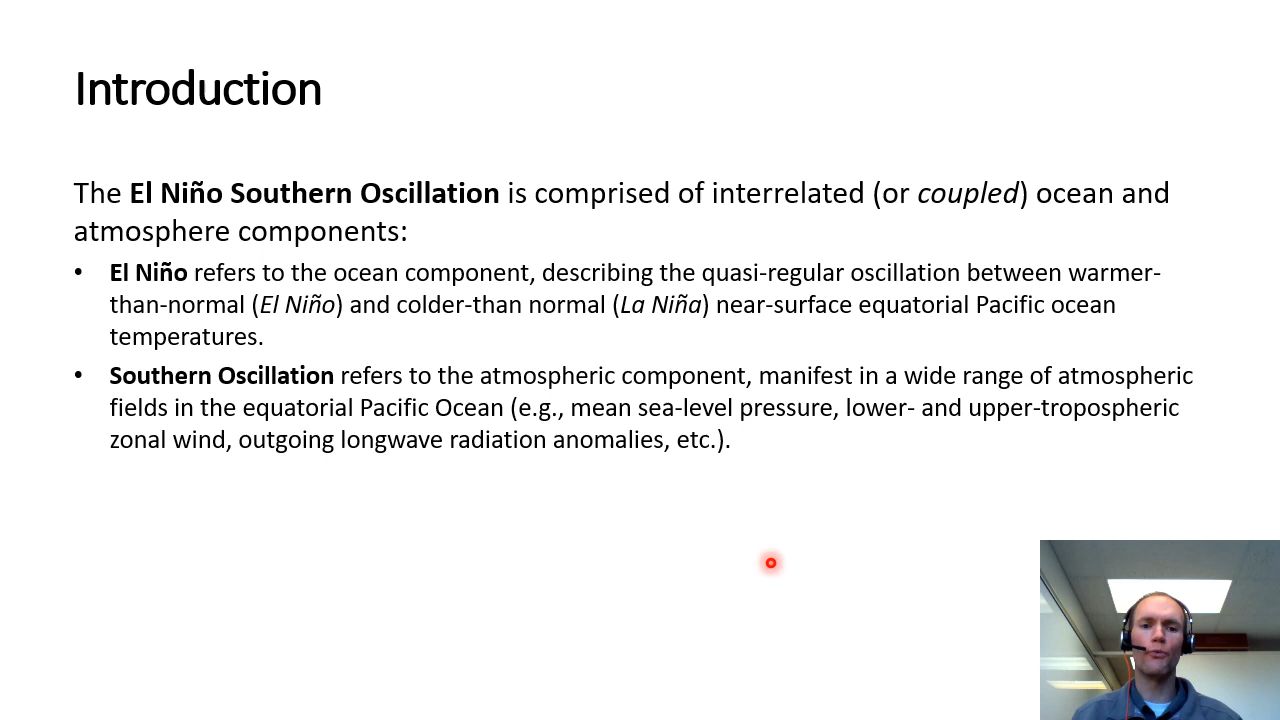 Introduction
The El Niño Southern Oscillation is comprised of interrelated (or coupled) ocean and
atmosphere components:
• El Niño refers to the ocean component, describing the quasi-regular oscillation between warmer-
than-normal (El Niño) and colder-than normal (La Niña) near-surface equatorial Pacific ocean
temperatures.
• Southern Oscillation refers to the atmospheric component, manifest in a wide range of atmospheric
fields in the equatorial Pacific Ocean (e.g., mean sea-level pressure, lower- and upper-tropospheric
zonal wind, outgoing longwave radiation anomalies, etc.).